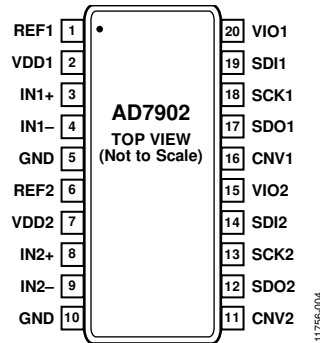 REF1 1
VDD1 2
IN1+ 3
IN1– 4
GND 5
REF2 6
VDD2 7
IN2+ 8
IN2– 9
GND 10
AD7902
TOP VIEW
(Not to Scale)
20 VIO1
19 SDI1
18 SCK1
17 SDO1
16 CNV1
15 VIO2
14 SDI2
13 SCK2
12 SDO2
11 CNV2
11756-004